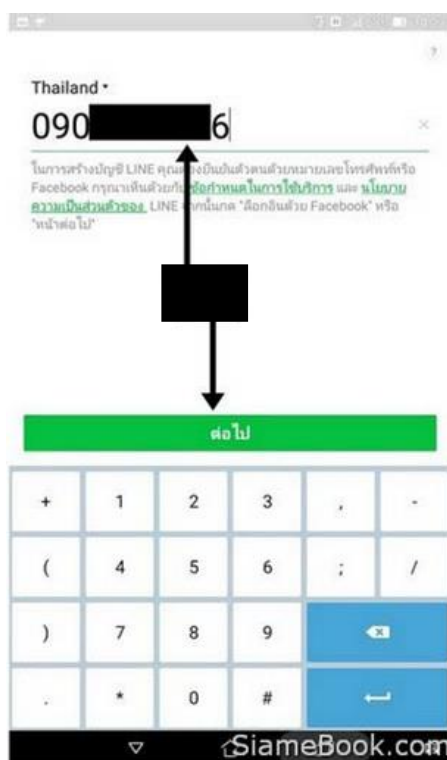 Thailand
090 6
ในการสร้างบัญชี LINE คุณต้องยืนยันตัวตนด้วยหมายเลขโทรศัพท์หรือ
Facebook กรุณาเห็นด้วยกับ ข้อกำหนดในการใช้บริการ และ นโยบาย
ความเป็นส่วนตัวของ LINE จากนั้นกด "ล็อกอินด้วย Facebook" หรือ
"หน้าต่อไป"
ต่อไป
+ 1 2 3 , -
( 4 5 6 ; /
) 7 8 9
. * 0 #
SiameBook.com